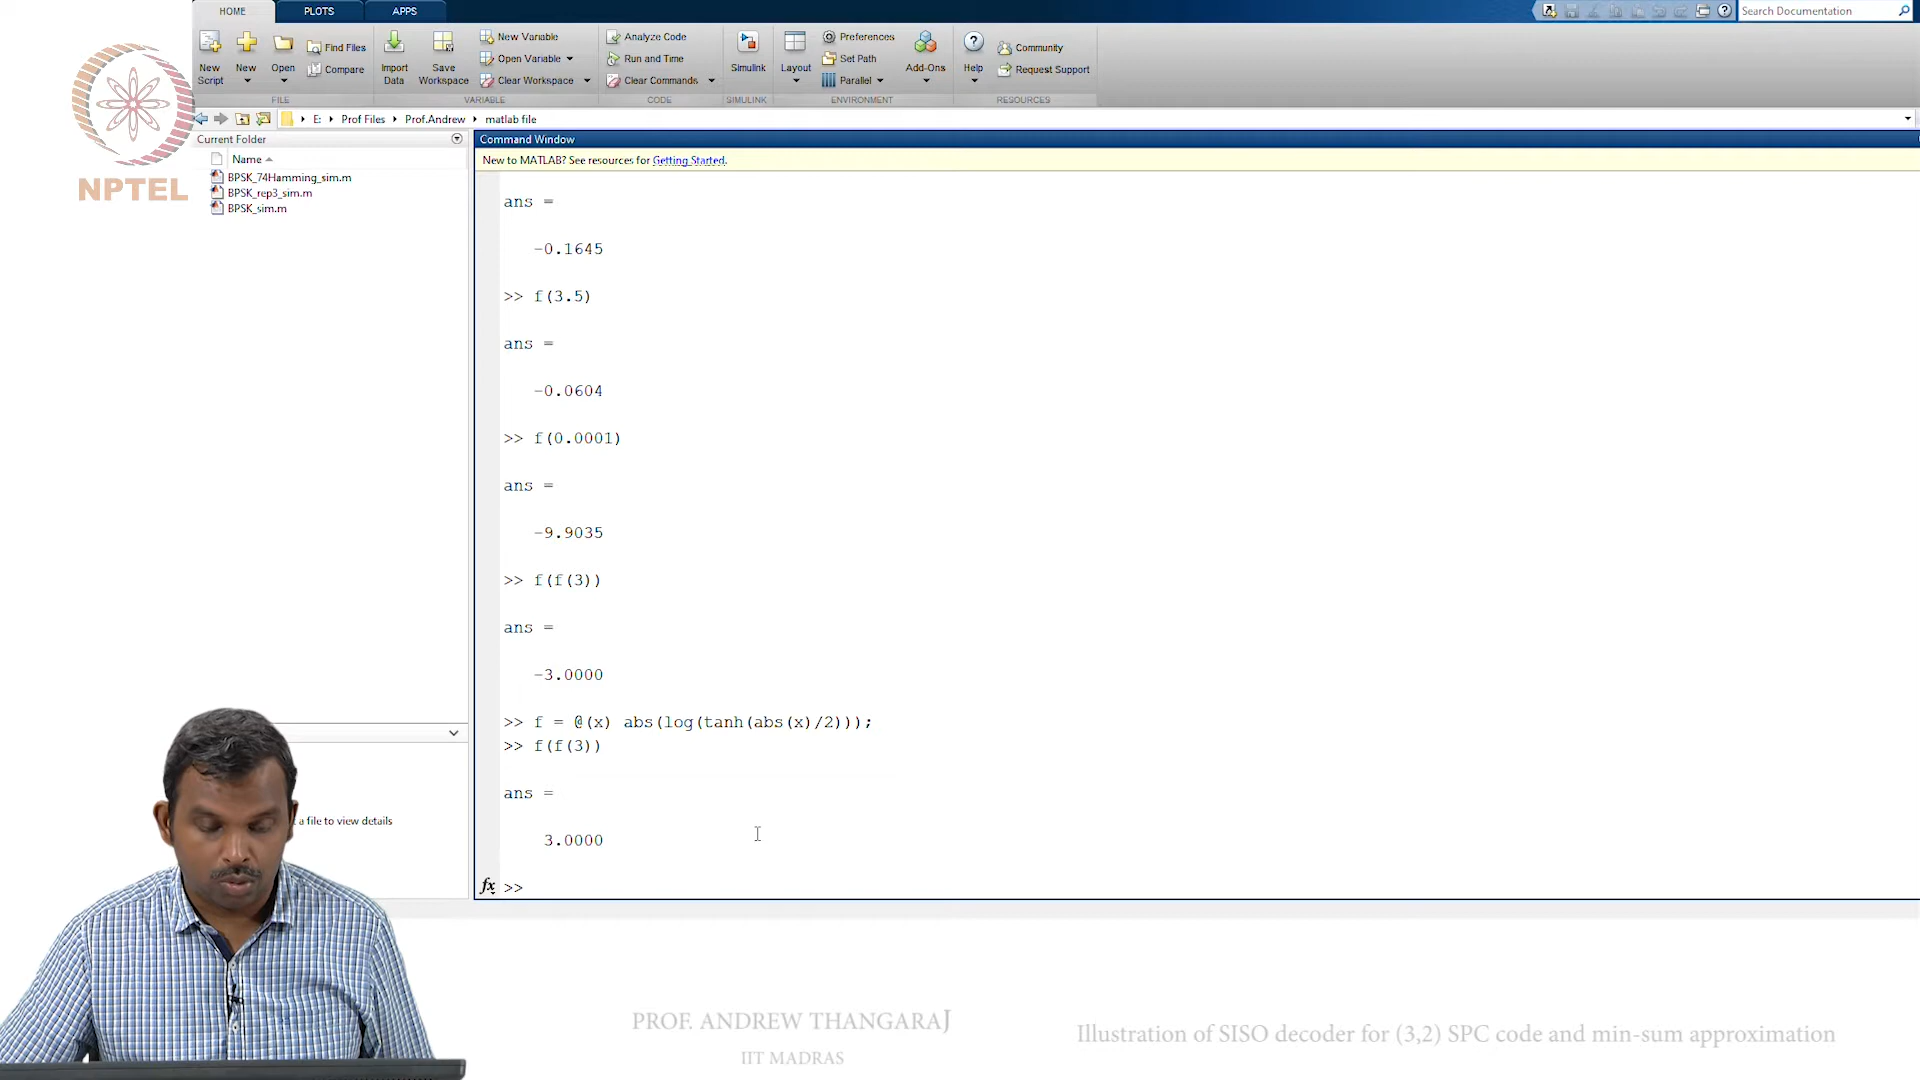 HOME PLOTS APPS
Search Documentation
New Script
New
Open
Find Files
Compare
Import Data
Save Workspace
New Variable
Open Variable
Clear Workspace
Analyze Code
Run and Time
Clear Commands
Simulink
Layout
Preferences
Set Path
Parallel
Add-Ons
Help
Community
Request Support
FILE VARIABLE CODE SIMULINK ENVIRONMENT RESOURCES
E: Prof Files Prof.Andrew matlab file
NPTEL
Current Folder
Name
BPSK_74Hamming_sim.m
BPSK_rep3_sim.m
BPSK_sim.m
a file to view details
Command Window
New to MATLAB? See resources for Getting Started.
ans =
-0.1645
>> f(3.5)
ans =
-0.0604
>> f(0.0001)
ans =
-9.9035
>> f(f(3))
ans =
-3.0000
>> f = @(x) abs(log(tanh(abs(x)/2)));
>> f(f(3))
ans =
3.0000
fx >>
PROF. ANDREW THANGARAJ
IIT MADRAS
Illustration of SISO decoder for (3,2) SPC code and min-sum approximation